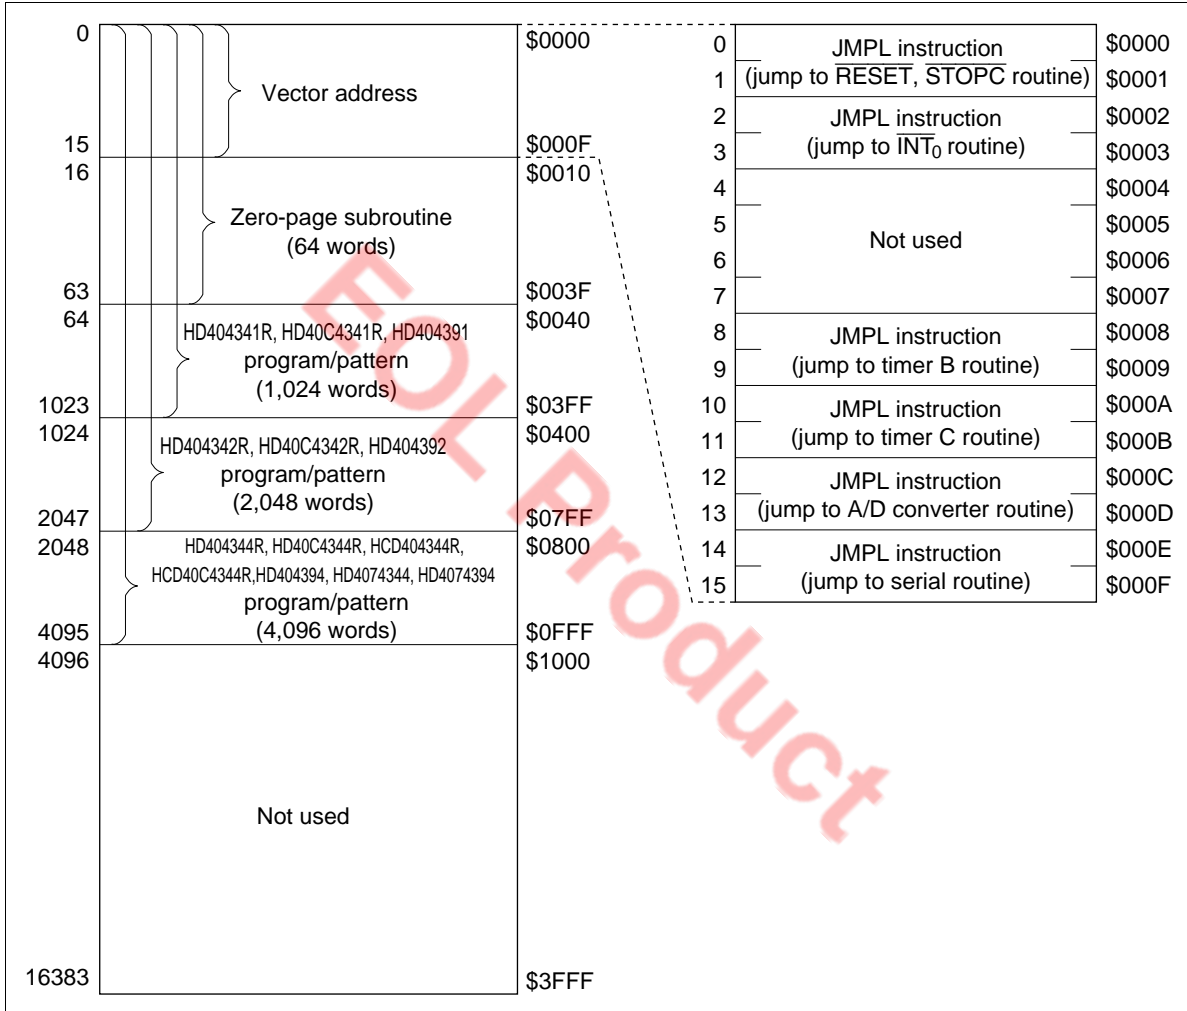 0
$0000
Vector address
15
$000F
16
$0010
Zero-page subroutine
(64 words)
63
$003F
64
$0040
HD404341R, HD40C4341R, HD404391
program/pattern
(1,024 words)
1023
$03FF
1024
$0400
HD404342R, HD40C4342R, HD404392
program/pattern
(2,048 words)
2047
$07FF
2048
$0800
HD404344R, HD40C4344R, HCD404344R,
HCD40C4344R,HD404394, HD4074344, HD4074394
program/pattern
(4,096 words)
4095
$0FFF
4096
$1000
Not used
16383
$3FFF
0
JMPL instruction
$0000
1
(jump to RESET, STOPC routine)
$0001
2
JMPL instruction
$0002
3
(jump to INT0 routine)
$0003
4
$0004
5
$0005
Not used
6
$0006
7
$0007
8
JMPL instruction
$0008
9
(jump to timer B routine)
$0009
10
JMPL instruction
$000A
11
(jump to timer C routine)
$000B
12
JMPL instruction
$000C
13
(jump to A/D converter routine)
$000D
14
JMPL instruction
$000E
15
(jump to serial routine)
$000F
EOL Product